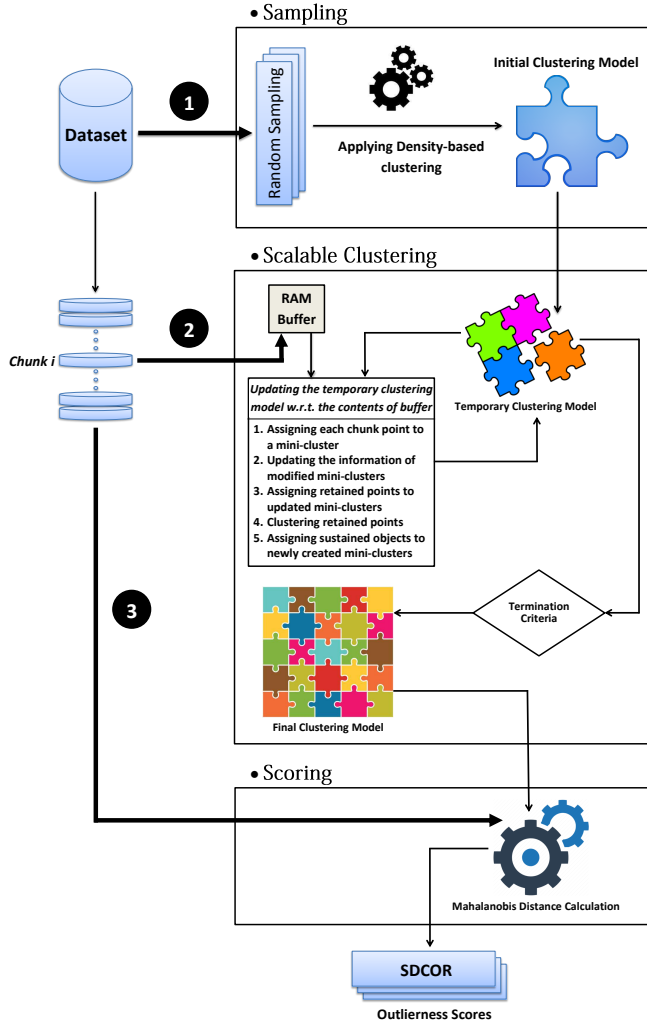 • Sampling
1
Dataset
Random Sampling
Applying Density-based
clustering
Initial Clustering Model
• Scalable Clustering
RAM
Buffer
2
Chunk i
Temporary Clustering Model
Updating the temporary clustering
model w.r.t. the contents of buffer
1. Assigning each chunk point to
a mini-cluster
2. Updating the information of
modified mini-clusters
3. Assigning retained points to
updated mini-clusters
4. Clustering retained points
5. Assigning sustained objects to
newly created mini-clusters
3
Termination
Criteria
Final Clustering Model
• Scoring
Mahalanobis Distance Calculation
SDCOR
Outlierness Scores